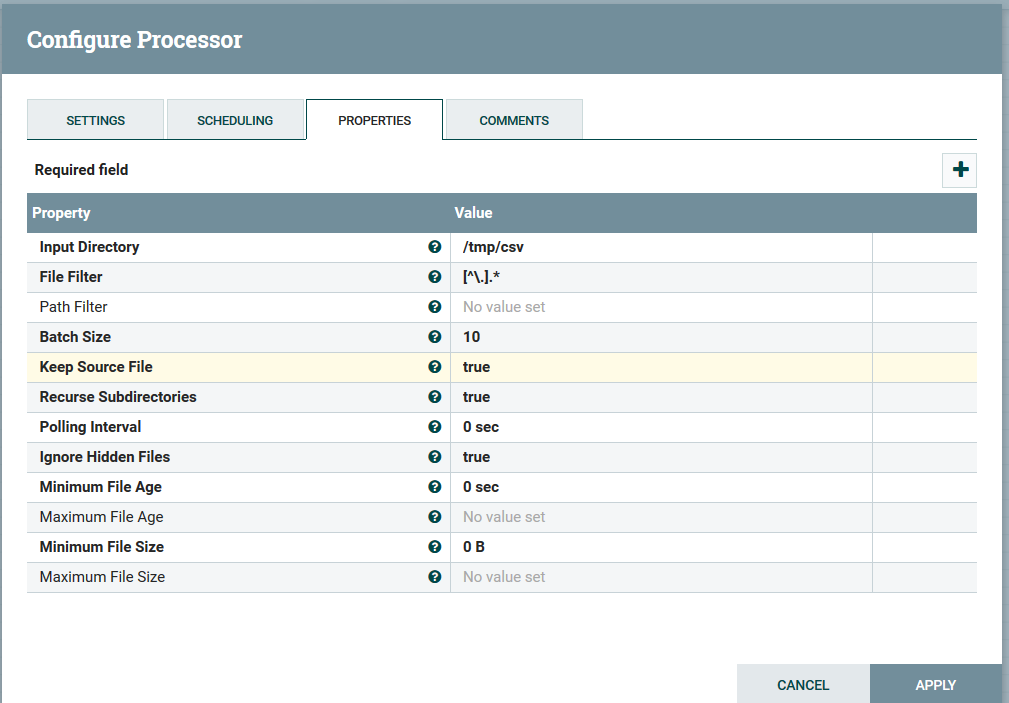 Configure Processor
SETTINGS SCHEDULING PROPERTIES COMMENTS
Required field
Property Value
Input Directory /tmp/csv
File Filter [^\.].*
Path Filter No value set
Batch Size 10
Keep Source File true
Recurse Subdirectories true
Polling Interval 0 sec
Ignore Hidden Files true
Minimum File Age 0 sec
Maximum File Age No value set
Minimum File Size 0 B
Maximum File Size No value set
CANCEL APPLY